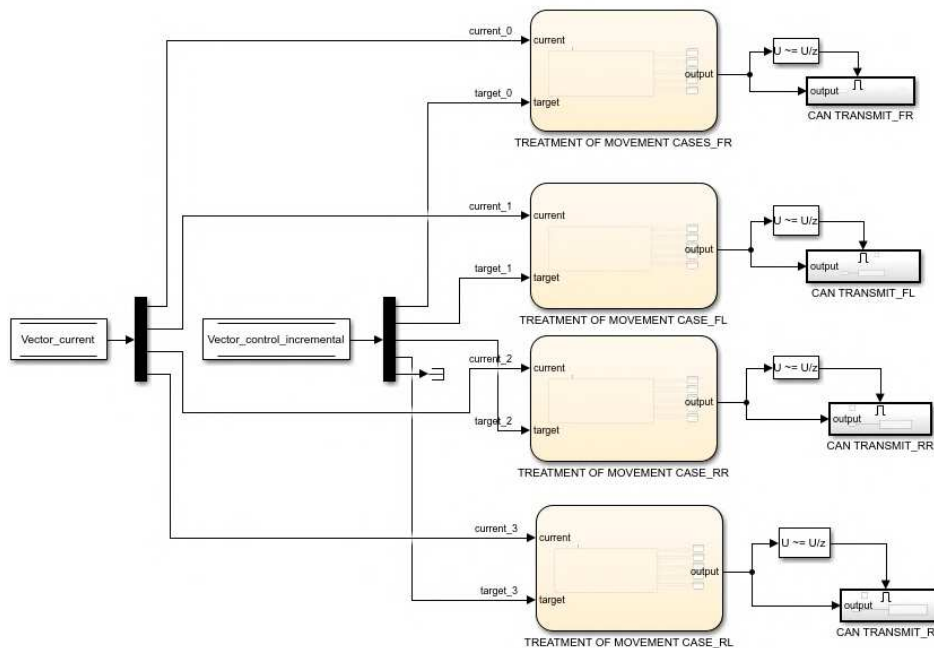 current_0
current
target_0
target
output
U ~= U/z
output
CAN TRANSMIT_FR
TREATMENT OF MOVEMENT CASES_FR
current_1
current
target_1
target
output
U ~= U/z
output
CAN TRANSMIT_FL
TREATMENT OF MOVEMENT CASE_FL
Vector_current
Vector_control_incremental
current_2
current
target_2
target
output
U ~= U/z
output
CAN TRANSMIT_RR
TREATMENT OF MOVEMENT CASE_RR
current_3
current
target_3
target
output
U ~= U/z
output
CAN TRANSMIT_R
TREATMENT OF MOVEMENT CASE_RL